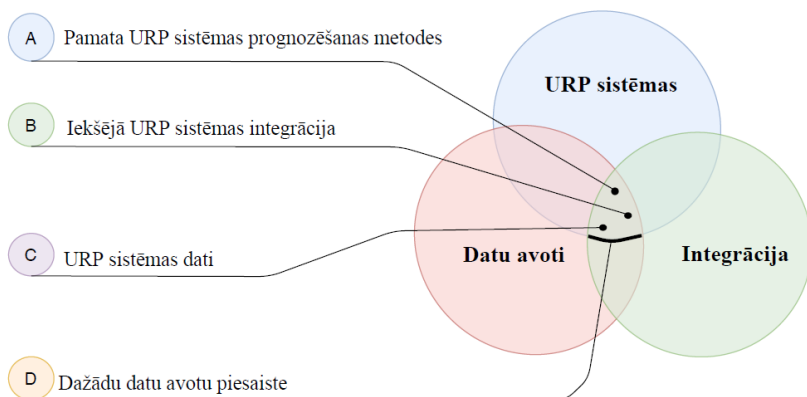 A
Pamata URP sistēmas prognozēšanas metodes
URP sistēmas
B
Iekšējā URP sistēmas integrācija
C
URP sistēmas dati
Datu avoti
Integrācija
D
Dažādu datu avotu piesaiste